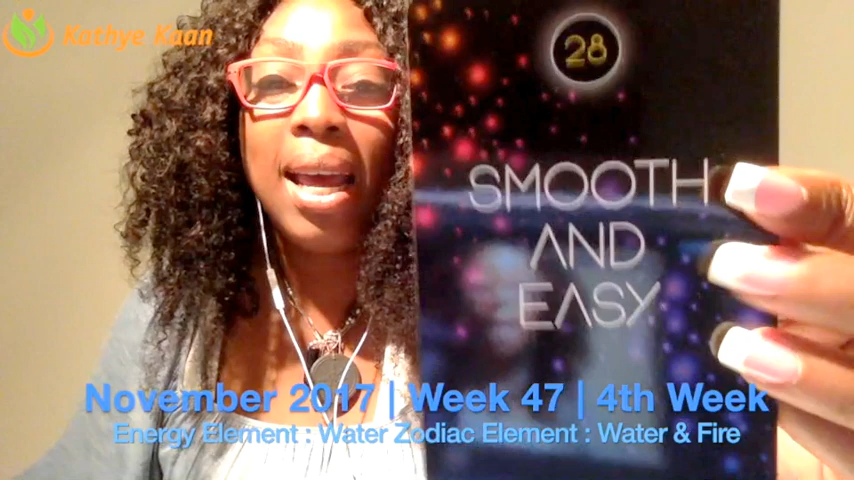 Kathye Kaan
28
SMOOTH
AND
EASY
November 2017 | Week 47 | 4th Week
Energy Element : Water Zodiac Element : Water & Fire